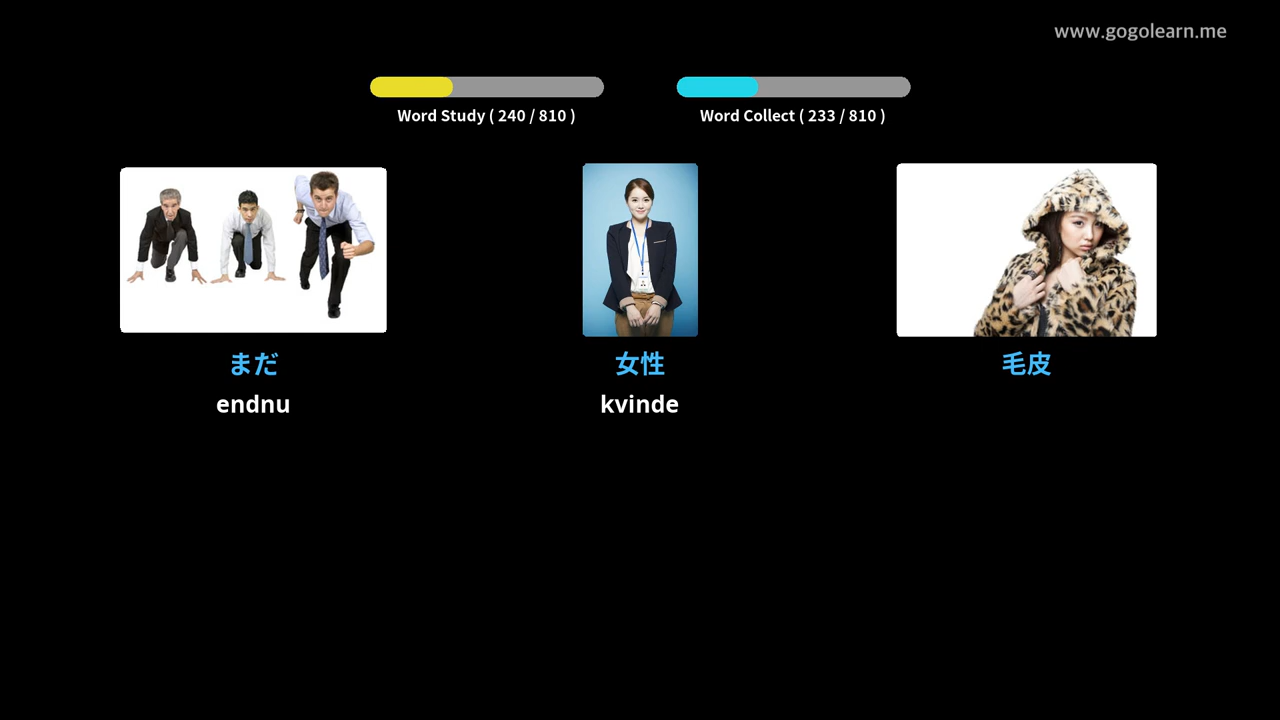 www.gogolearn.me
Word Study ( 240 / 810 )
Word Collect ( 233 / 810 )
まだ
endnu
女性
kvinde
毛皮